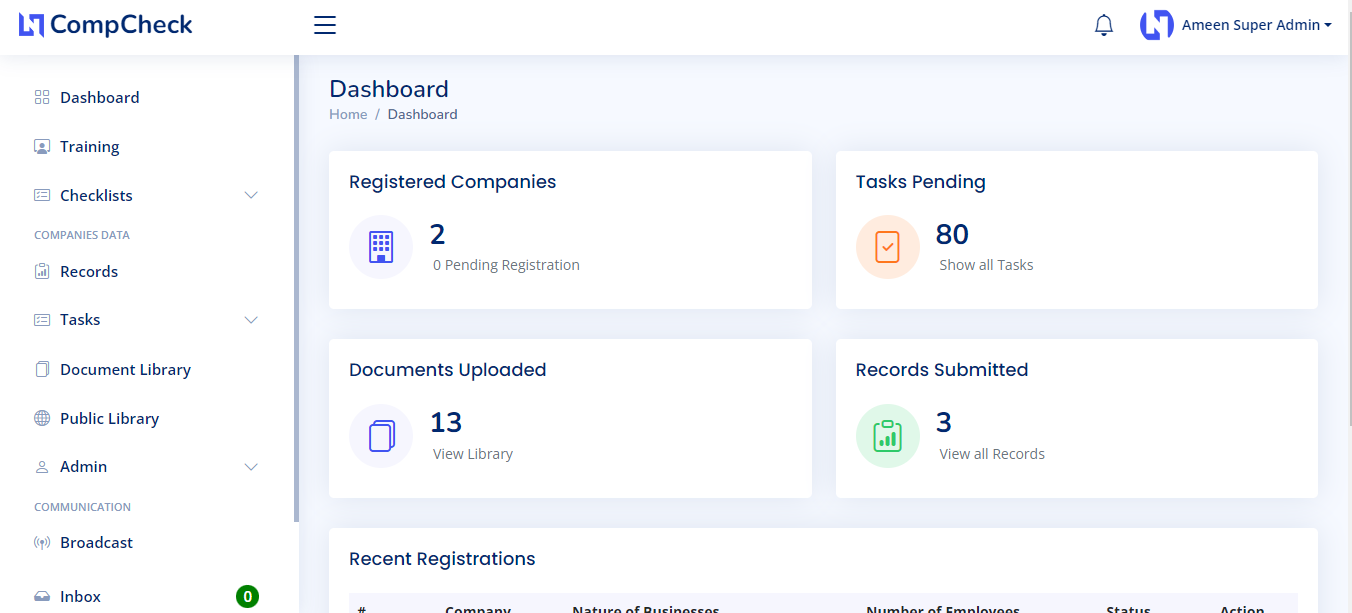 CompCheck
Ameen Super Admin
Dashboard
Training
Checklists
COMPANIES DATA
Records
Tasks
Document Library
Public Library
Admin
COMMUNICATION
Broadcast
Inbox 0
Dashboard
Home / Dashboard
Registered Companies
2
0 Pending Registration
Tasks Pending
80
Show all Tasks
Documents Uploaded
13
View Library
Records Submitted
3
View all Records
Recent Registrations
# Company Nature of Businesses Number of Employees Status Action